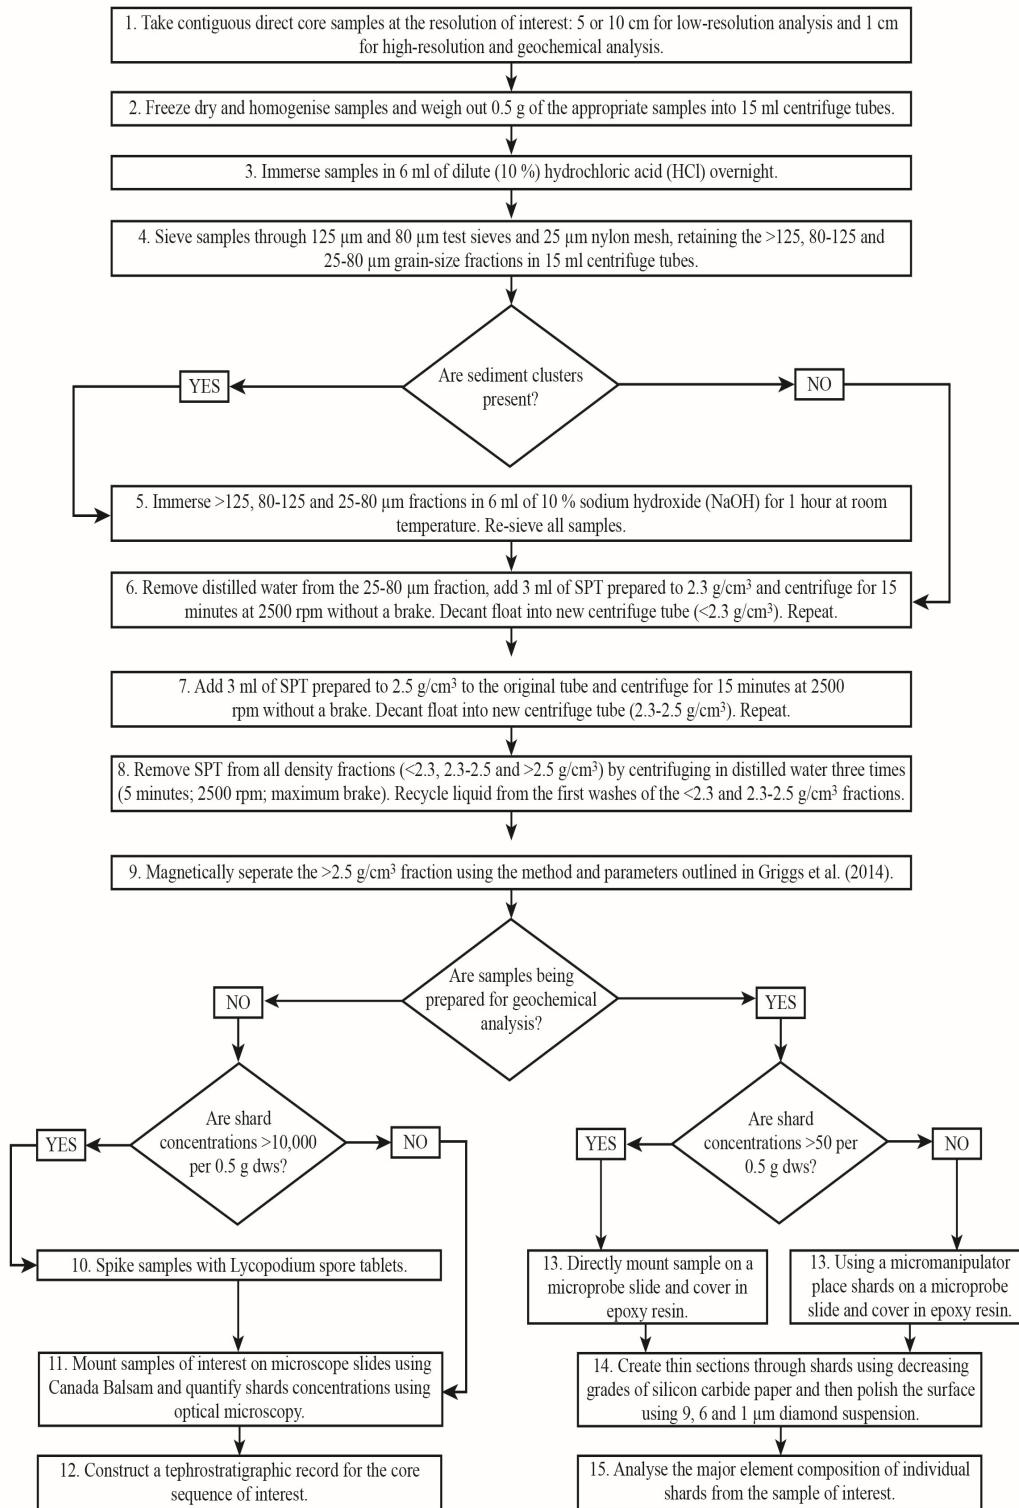 1. Take contiguous direct core samples at the resolution of interest: 5 or 10 cm for low-resolution analysis and 1 cm
for high-resolution and geochemical analysis.
2. Freeze dry and homogenise samples and weigh out 0.5 g of the appropriate samples into 15 ml centrifuge tubes.
3. Immerse samples in 6 ml of dilute (10 %) hydrochloric acid (HCl) overnight.
4. Sieve samples through 125 µm and 80 µm test sieves and 25 µm nylon mesh, retaining the >125, 80-125 and
25-80 µm grain-size fractions in 15 ml centrifuge tubes.
Are sediment clusters
present?
YES
NO
5. Immerse >125, 80-125 and 25-80 µm fractions in 6 ml of 10 % sodium hydroxide (NaOH) for 1 hour at room
temperature. Re-sieve all samples.
6. Remove distilled water from the 25-80 µm fraction, add 3 ml of SPT prepared to 2.3 g/cm³ and centrifuge for 15
minutes at 2500 rpm without a brake. Decant float into new centrifuge tube (<2.3 g/cm³). Repeat.
7. Add 3 ml of SPT prepared to 2.5 g/cm³ to the original tube and centrifuge for 15 minutes at 2500
rpm without a brake. Decant float into new centrifuge tube (2.3-2.5 g/cm³). Repeat.
8. Remove SPT from all density fractions (<2.3, 2.3-2.5 and >2.5 g/cm³) by centrifuging in distilled water three times
(5 minutes; 2500 rpm; maximum brake). Recycle liquid from the first washes of the <2.3 and 2.3-2.5 g/cm³ fractions.
9. Magnetically seperate the >2.5 g/cm³ fraction using the method and parameters outlined in Griggs et al. (2014).
Are samples being
prepared for geochemical
analysis?
NO
YES
Are shard
concentrations >10,000
per 0.5 g dws?
YES
NO
Are shard
concentrations >50 per
0.5 g dws?
YES
NO
10. Spike samples with Lycopodium spore tablets.
13. Directly mount sample on a
microprobe slide and cover in
epoxy resin.
13. Using a micromanipulator
place shards on a microprobe
slide and cover in epoxy resin.
11. Mount samples of interest on microscope slides using
Canada Balsam and quantify shards concentrations using
optical microscopy.
14. Create thin sections through shards using decreasing
grades of silicon carbide paper and then polish the surface
using 9, 6 and 1 µm diamond suspension.
12. Construct a tephrostratigraphic record for the core
sequence of interest.
15. Analyse the major element composition of individual
shards from the sample of interest.